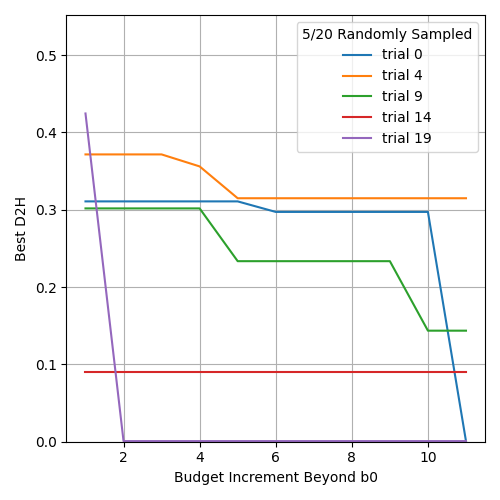 5/20 Randomly Sampled
trial 0
trial 4
trial 9
trial 14
trial 19
Best D2H
0.5
0.4
0.3
0.2
0.1
0.0
2 4 6 8 10
Budget Increment Beyond b0